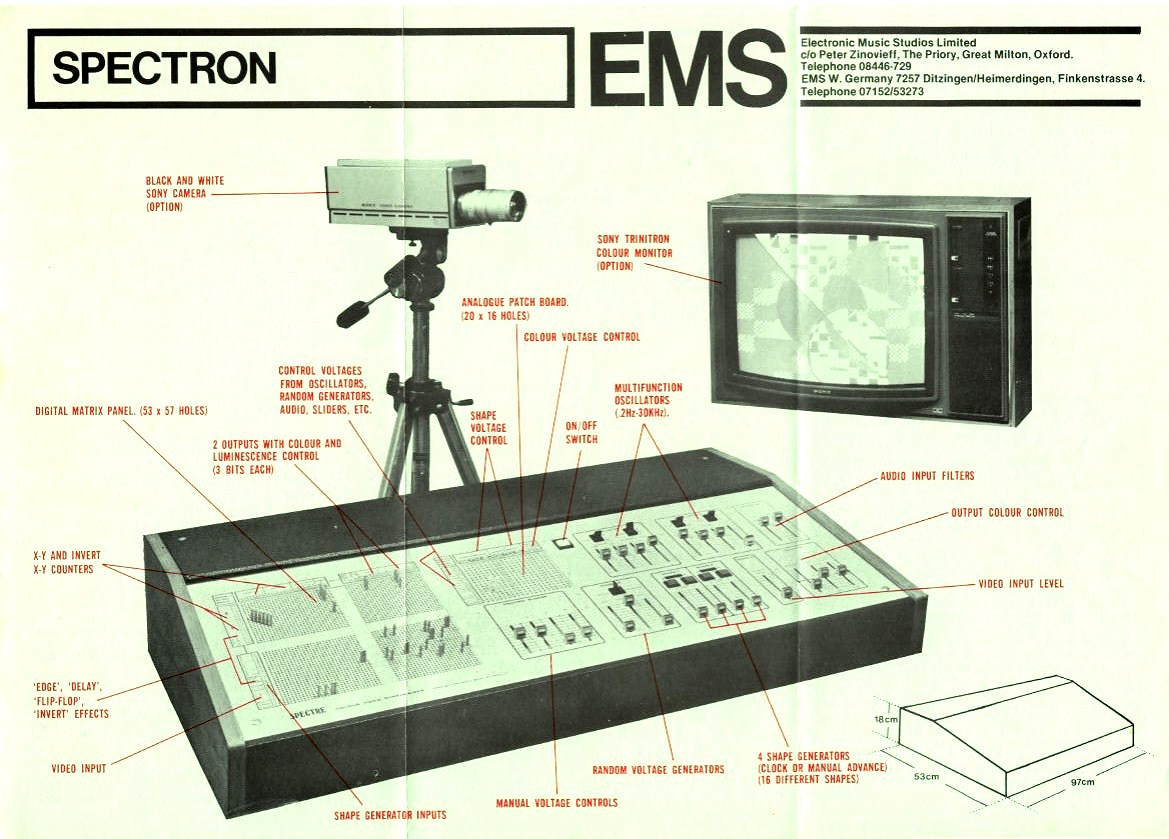 SPECTRON
EMS
Electronic Music Studios Limited
c/o Peter Zinovieff, The Priory, Great Milton, Oxford.
Telephone 08446-729
EMS W. Germany 7257 Ditzingen/Heimerdingen, Finkenstrasse 4.
Telephone 07152/53273
BLACK AND WHITE
SONY CAMERA
(OPTION)
SONY TRINITRON
COLOUR MONITOR
(OPTION)
ANALOGUE PATCH BOARD.
(20 x 16 HOLES)
COLOUR VOLTAGE CONTROL
CONTROL VOLTAGES
FROM OSCILLATORS,
RANDOM GENERATORS,
AUDIO, SLIDERS, ETC.
MULTIFUNCTION
OSCILLATORS
(.2Hz-30KHz).
DIGITAL MATRIX PANEL. (53 x 57 HOLES)
SHAPE
VOLTAGE
CONTROL
ON/OFF
SWITCH
2 OUTPUTS WITH COLOUR AND
LUMINESCENCE CONTROL
(3 BITS EACH)
AUDIO INPUT FILTERS
OUTPUT COLOUR CONTROL
X-Y AND INVERT
X-Y COUNTERS
VIDEO INPUT LEVEL
'EDGE', 'DELAY',
'FLIP-FLOP',
'INVERT' EFFECTS
SPECTRE
VIDEO INPUT
SHAPE GENERATOR INPUTS
MANUAL VOLTAGE CONTROLS
RANDOM VOLTAGE GENERATORS
4 SHAPE GENERATORS
(CLOCK OR MANUAL ADVANCE)
(16 DIFFERENT SHAPES)
18cm
53cm
97cm